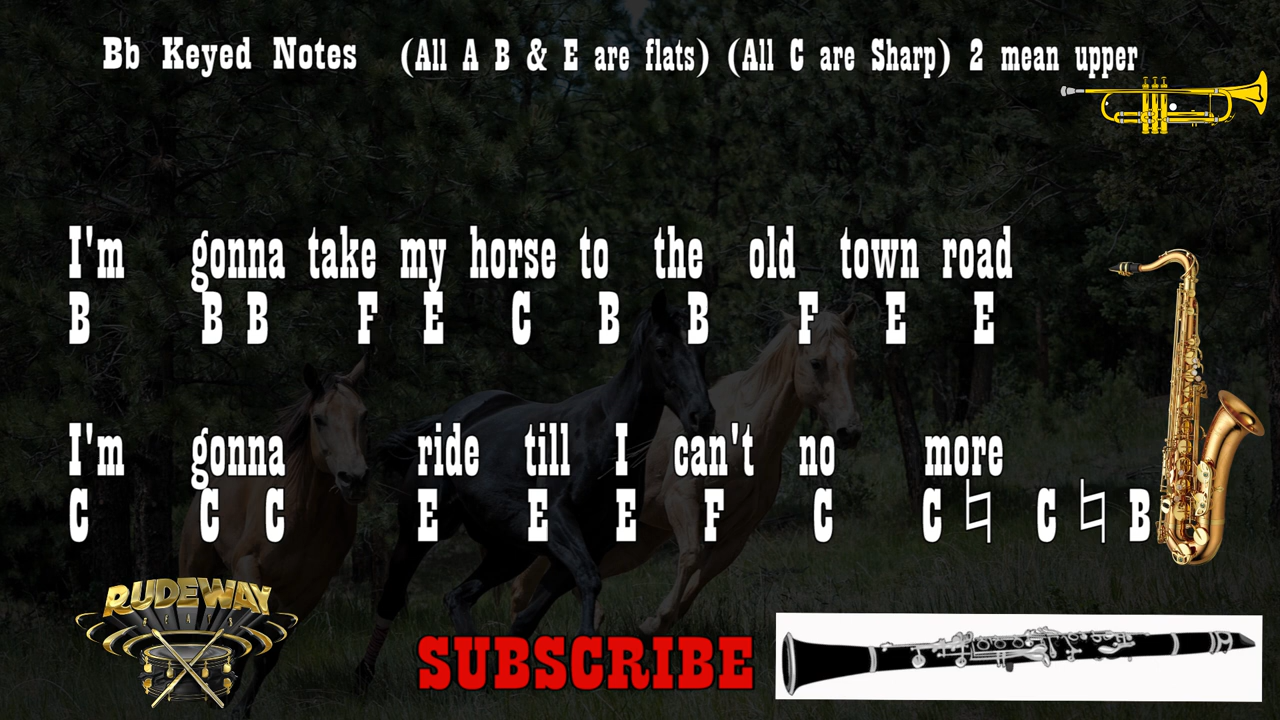 Bb Keyed Notes (All A B & E are flats) (All C are Sharp) 2 mean upper
I'm gonna take my horse to the old town road
B B B F E C B B F E E
I'm gonna ride till I can't no more
C C C E E E F C C ♮ C ♮ B
RUDEWAY
BEATS
SUBSCRIBE